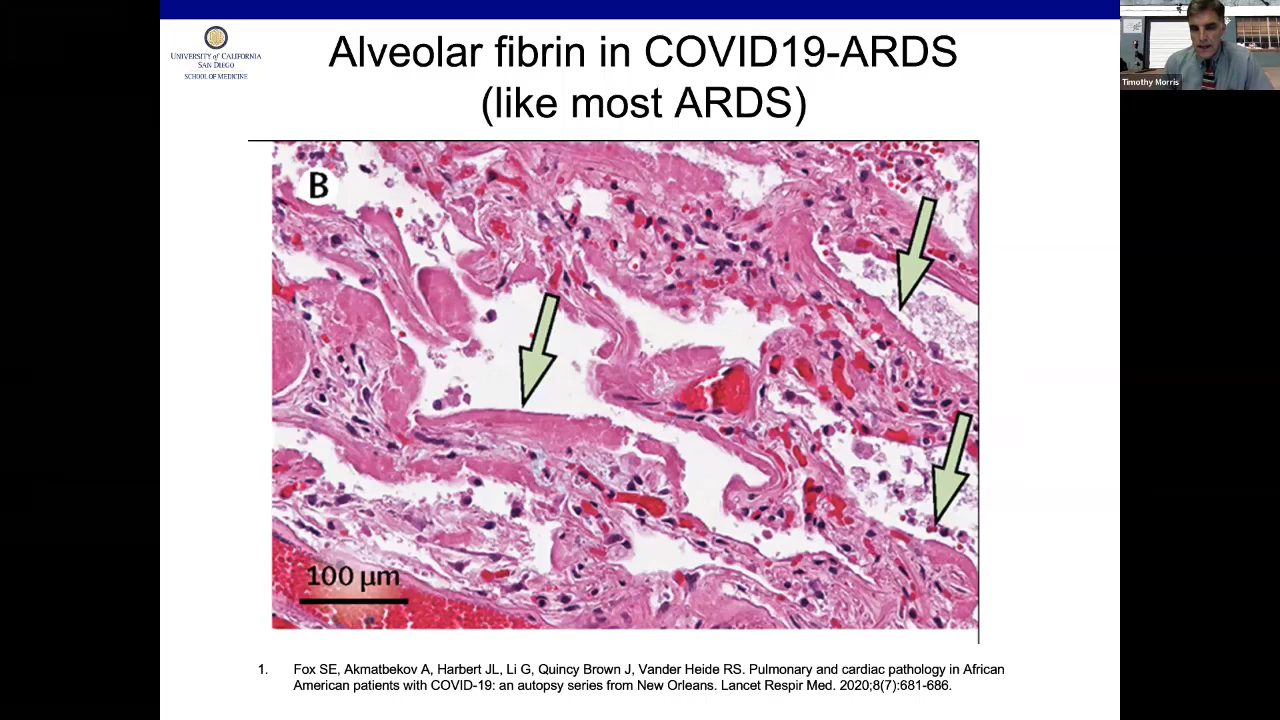 UNIVERSITY of CALIFORNIA
SAN DIEGO
SCHOOL OF MEDICINE
Alveolar fibrin in COVID19-ARDS
(like most ARDS)
Timothy Morris
B
100 µm
1. Fox SE, Akmatbekov A, Harbert JL, Li G, Quincy Brown J, Vander Heide RS. Pulmonary and cardiac pathology in African
American patients with COVID-19: an autopsy series from New Orleans. Lancet Respir Med. 2020;8(7):681-686.